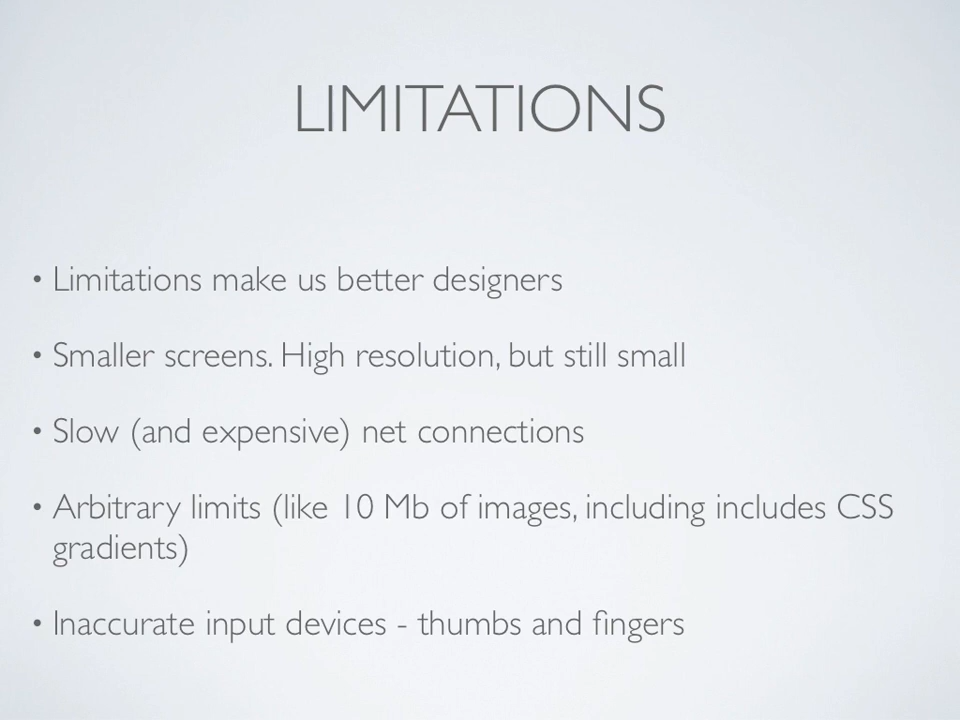 LIMITATIONS
• Limitations make us better designers
• Smaller screens. High resolution, but still small
• Slow (and expensive) net connections
• Arbitrary limits (like 10 Mb of images, including includes CSS
gradients)
• Inaccurate input devices - thumbs and fingers